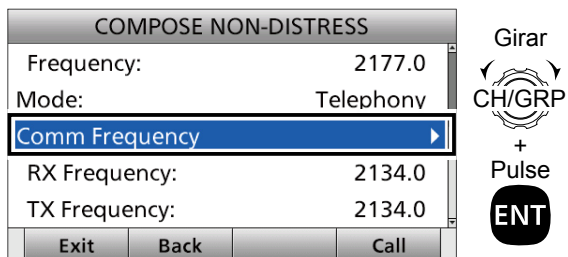 COMPOSE NON-DISTRESS
Frequency: 2177.0
Mode: Telephony
Comm Frequency
RX Frequency: 2134.0
TX Frequency: 2134.0
Exit Back Call
Girar
CH/GRP
+
Pulse
ENT